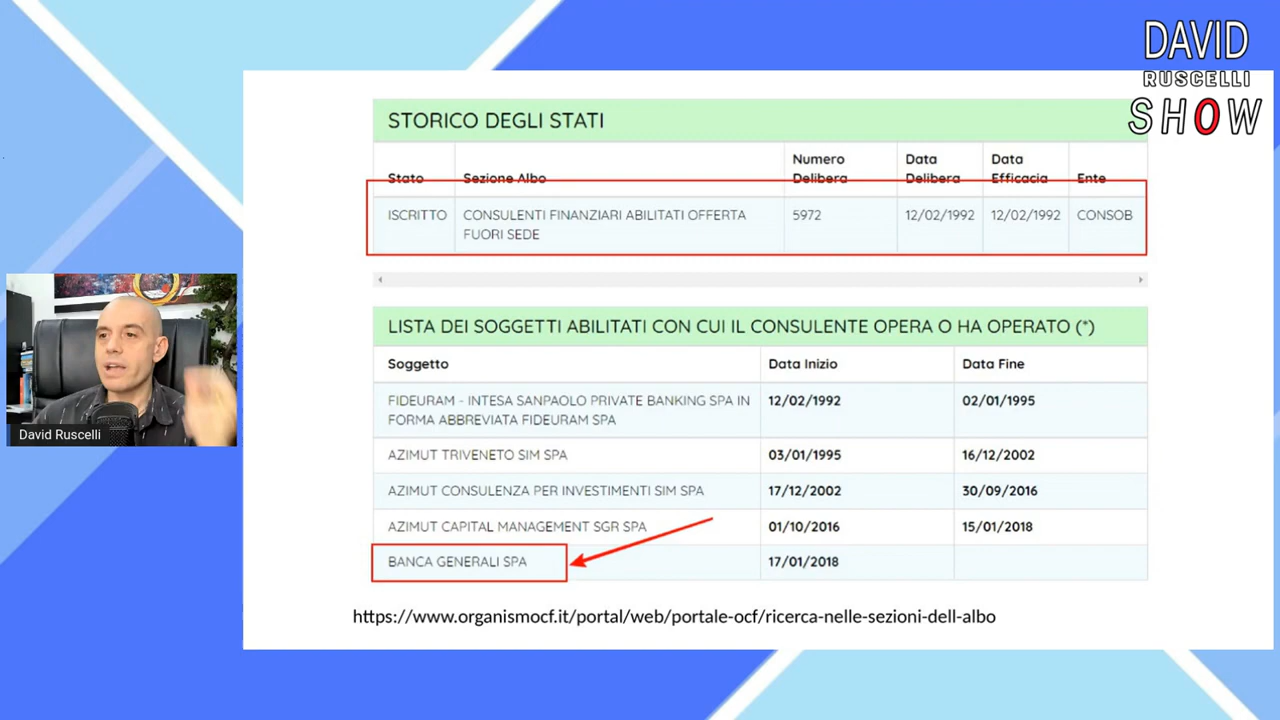 DAVID
RUSCELLI
SHOW
STORICO DEGLI STATI
Stato Sezione Albo Numero Delibera Data Delibera Data Efficacia Ente
ISCRITTO CONSULENTI FINANZIARI ABILITATI OFFERTA FUORI SEDE 5972 12/02/1992 12/02/1992 CONSOB
LISTA DEI SOGGETTI ABILITATI CON CUI IL CONSULENTE OPERA O HA OPERATO (*)
Soggetto Data Inizio Data Fine
FIDEURAM - INTESA SANPAOLO PRIVATE BANKING SPA IN FORMA ABBREVIATA FIDEURAM SPA 12/02/1992 02/01/1995
AZIMUT TRIVENETO SIM SPA 03/01/1995 16/12/2002
AZIMUT CONSULENZA PER INVESTIMENTI SIM SPA 17/12/2002 30/09/2016
AZIMUT CAPITAL MANAGEMENT SGR SPA 01/10/2016 15/01/2018
BANCA GENERALI SPA 17/01/2018
https://www.organismocf.it/portal/web/portale-ocf/ricerca-nelle-sezioni-dell-albo
David Ruscelli